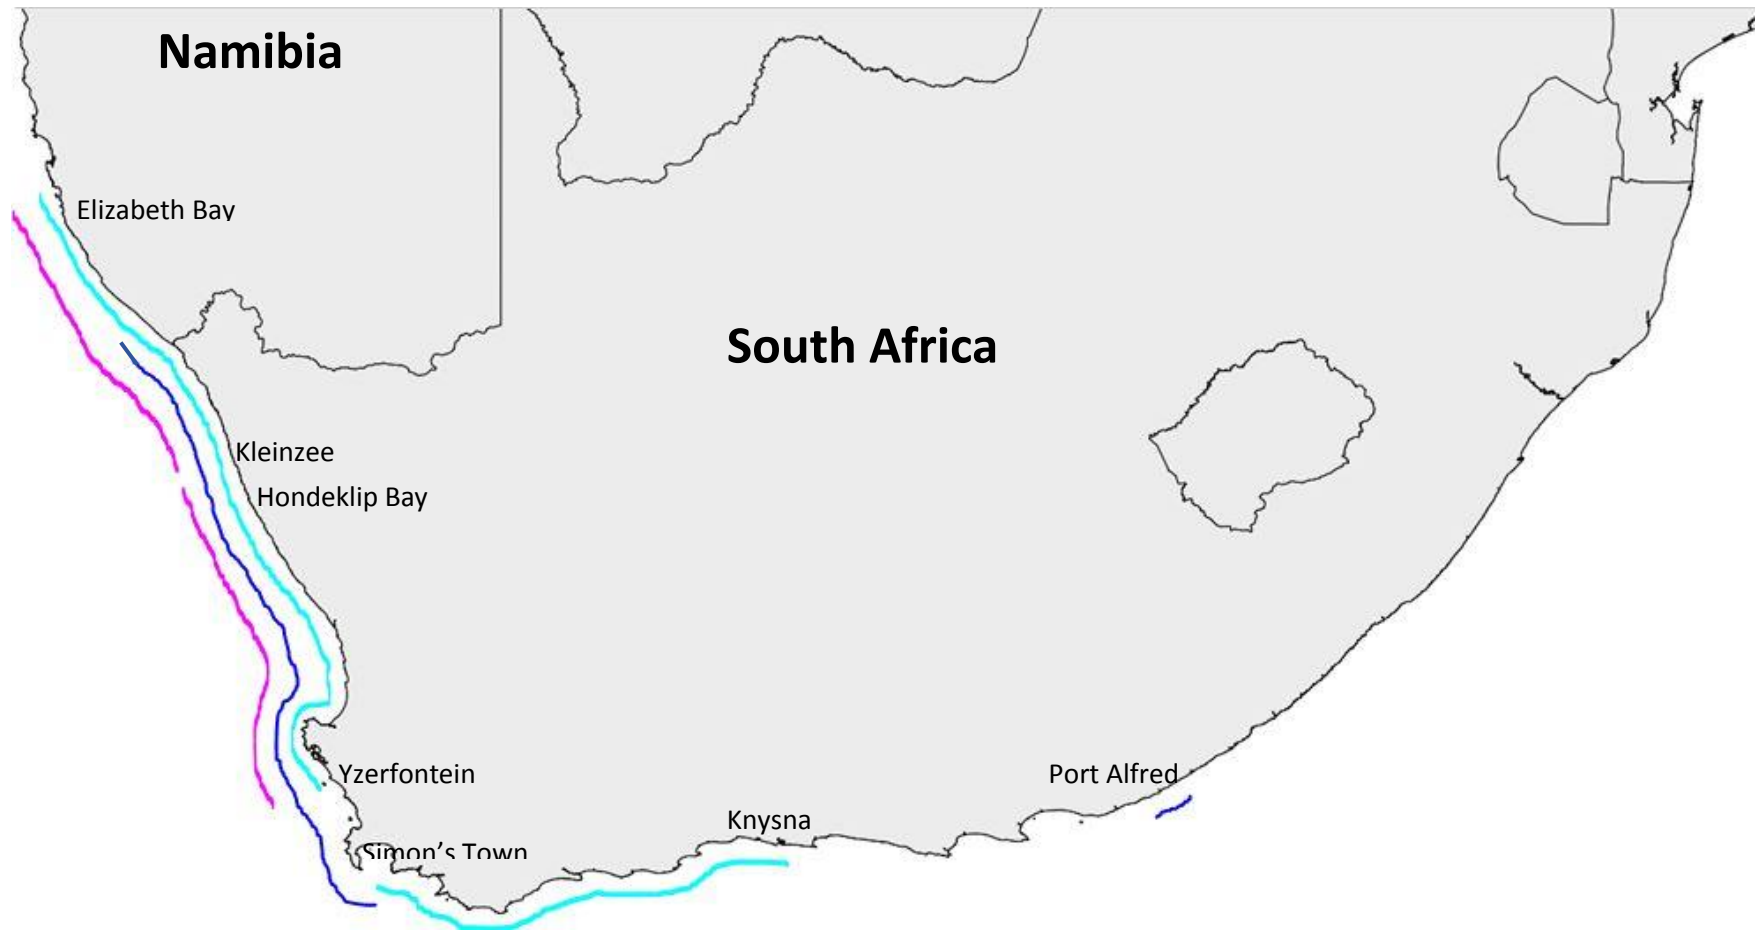 Namibia
Elizabeth Bay
South Africa
Kleinzee
Hondeklip Bay
Yzerfontein
Port Alfred
Knysna
Simon's Town